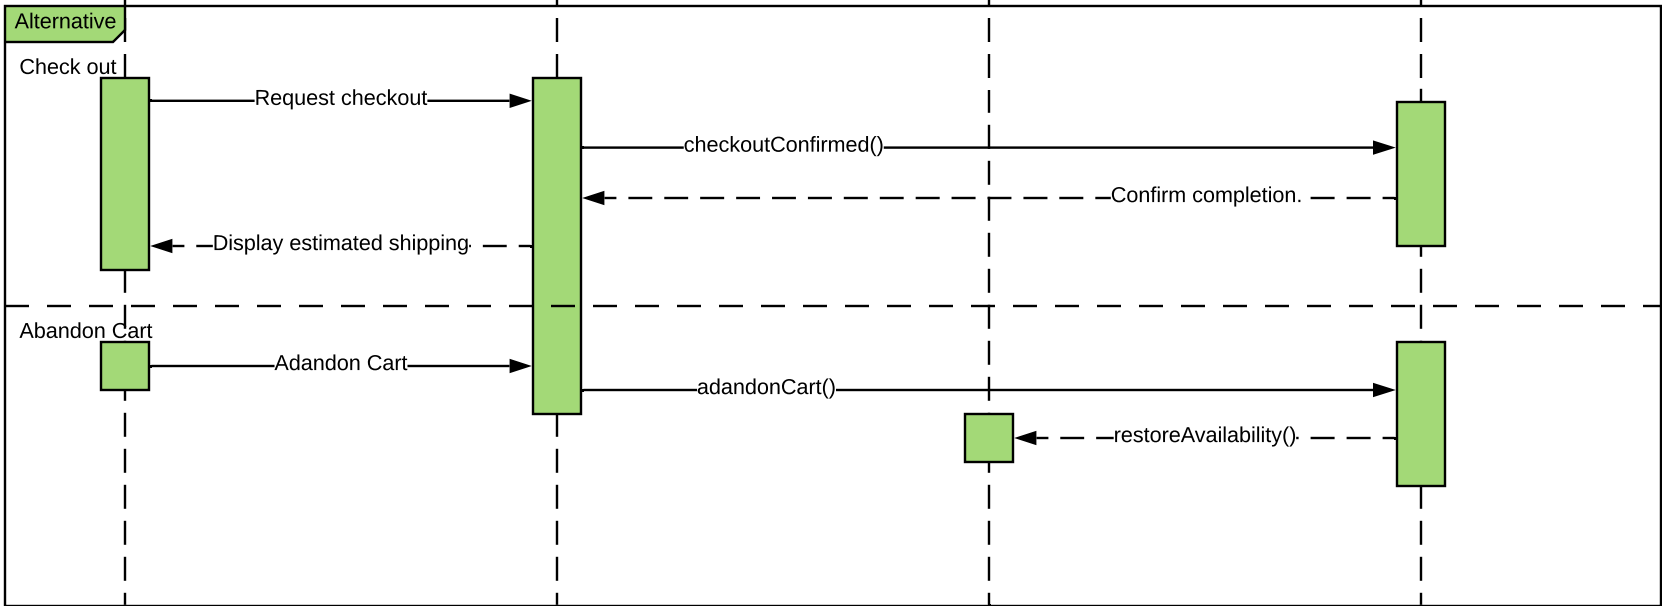 Alternative
Check out
Request checkout
checkoutConfirmed()
Confirm completion.
Display estimated shipping
Abandon Cart
Adandon Cart
adandonCart()
restoreAvailability()